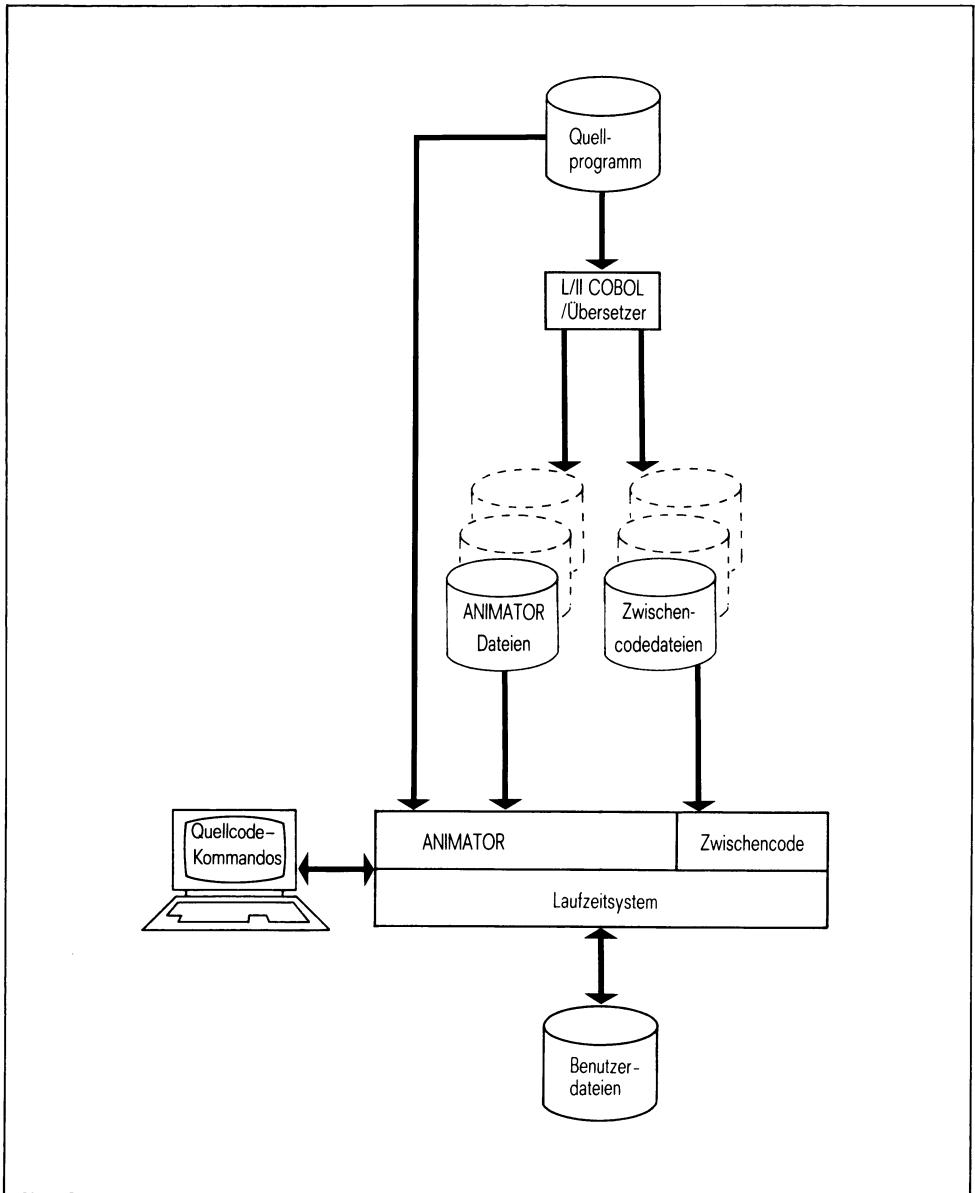 Quell-
programm
L/II COBOL
/Übersetzer
ANIMATOR
Dateien
Zwischen-
codedateien
Quellcode-
Kommandos
ANIMATOR
Zwischencode
Laufzeitsystem
Benutzer-
dateien